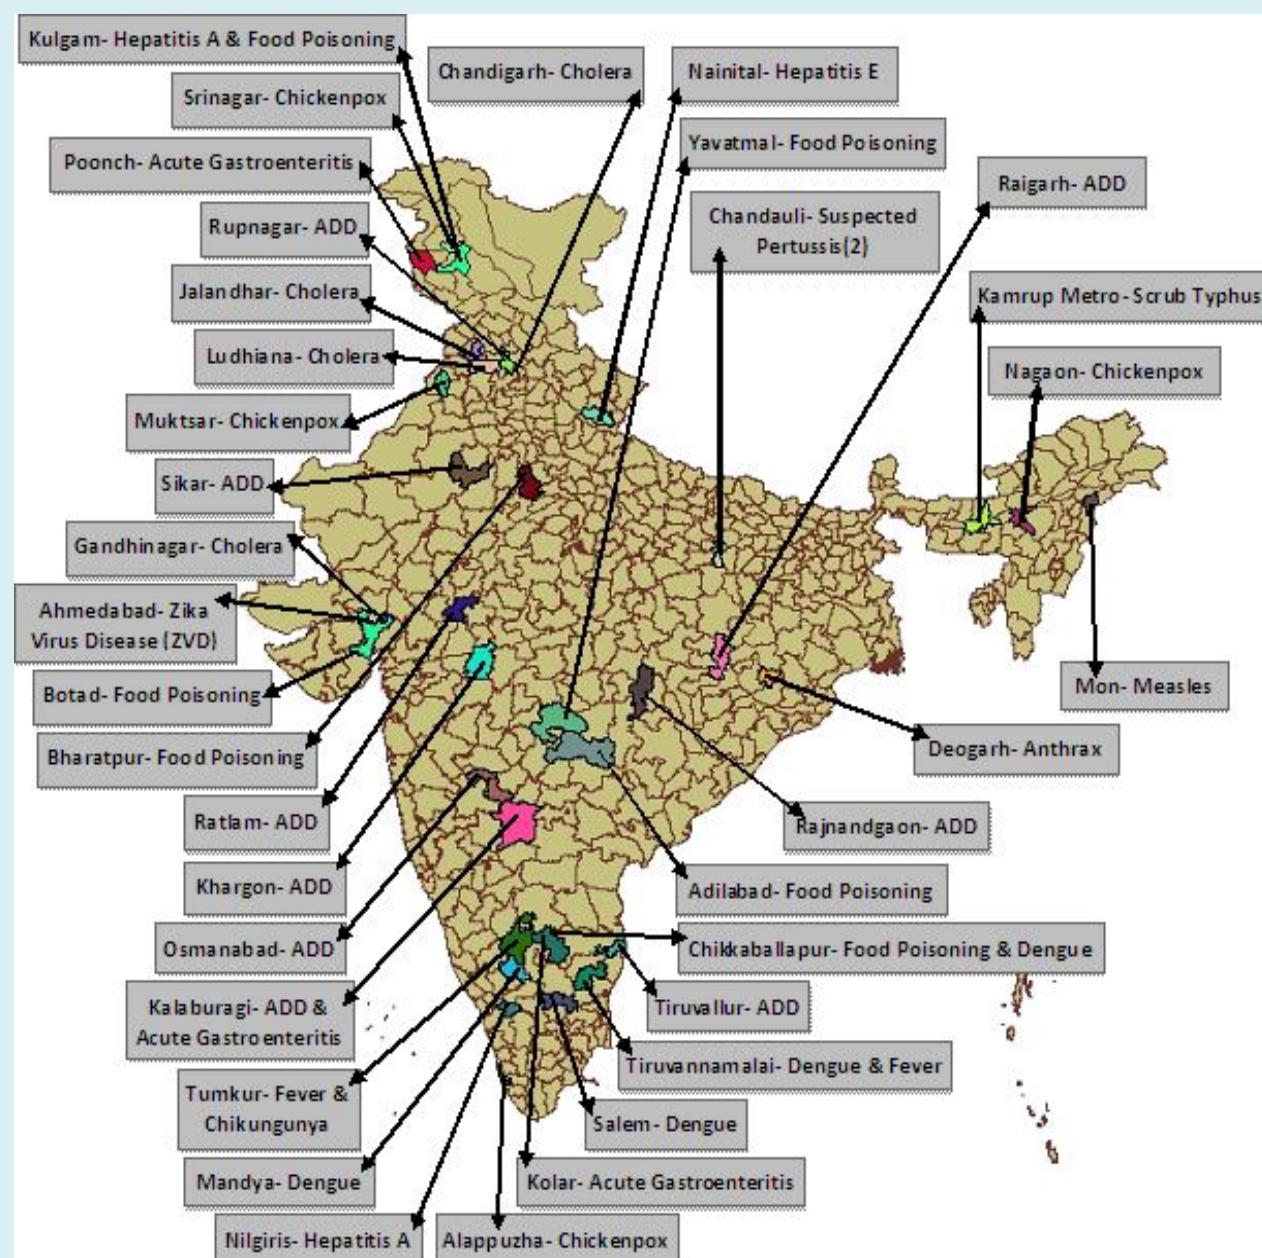 Kulgam- Hepatitis A & Food Poisoning
Chandigarh- Cholera
Nainital- Hepatitis E
Srinagar- Chickenpox
Yavatmal- Food Poisoning
Poonch- Acute Gastroenteritis
Raigarh- ADD
Rupnagar- ADD
Chandauli- Suspected
Pertussis(2)
Jalandhar- Cholera
Kamrup Metro- Scrub Typhus
Ludhiana- Cholera
Nagaon- Chickenpox
Muktsar- Chickenpox
Sikar- ADD
Gandhinagar- Cholera
Ahmedabad- Zika
Virus Disease (ZVD)
Botad- Food Poisoning
Mon- Measles
Bharatpur- Food Poisoning
Deogarh- Anthrax
Ratlam- ADD
Rajnandgaon- ADD
Khargon- ADD
Adilabad- Food Poisoning
Osmanabad- ADD
Chikkaballapur- Food Poisoning & Dengue
Kalaburagi- ADD &
Acute Gastroenteritis
Tiruvallur- ADD
Tiruvannamalai- Dengue & Fever
Tumkur- Fever &
Chikungunya
Salem- Dengue
Mandya- Dengue
Kolar- Acute Gastroenteritis
Nilgiris- Hepatitis A
Alappuzha- Chickenpox